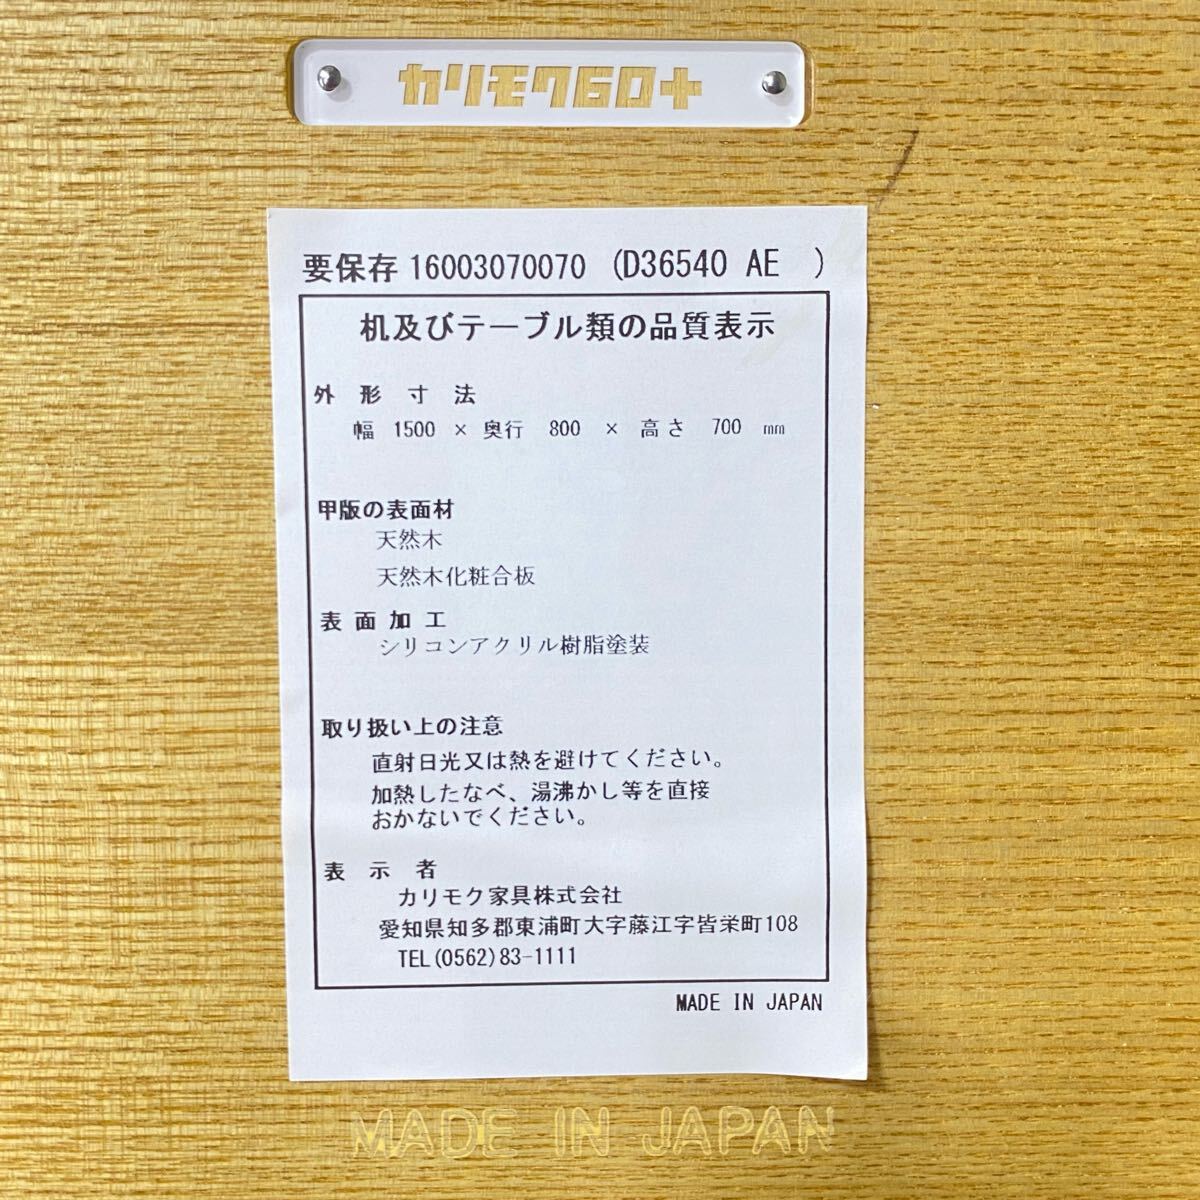 カリモク60+
要保存 16003070070 (D36540 AE )
机及びテーブル類の品質表示
外形寸法
幅 1500 × 奥行 800 × 高さ 700 mm
甲版の表面材
天然木
天然木化粧合板
表面加工
シリコンアクリル樹脂塗装
取り扱い上の注意
直射日光又は熱を避けてください。
加熱したなべ、湯沸かし等を直接
おかないでください。
表示者
カリモク家具株式会社
愛知県知多郡東浦町大字藤江字皆栄町108
TEL(0562)83-1111
MADE IN JAPAN
MADE IN JAPAN